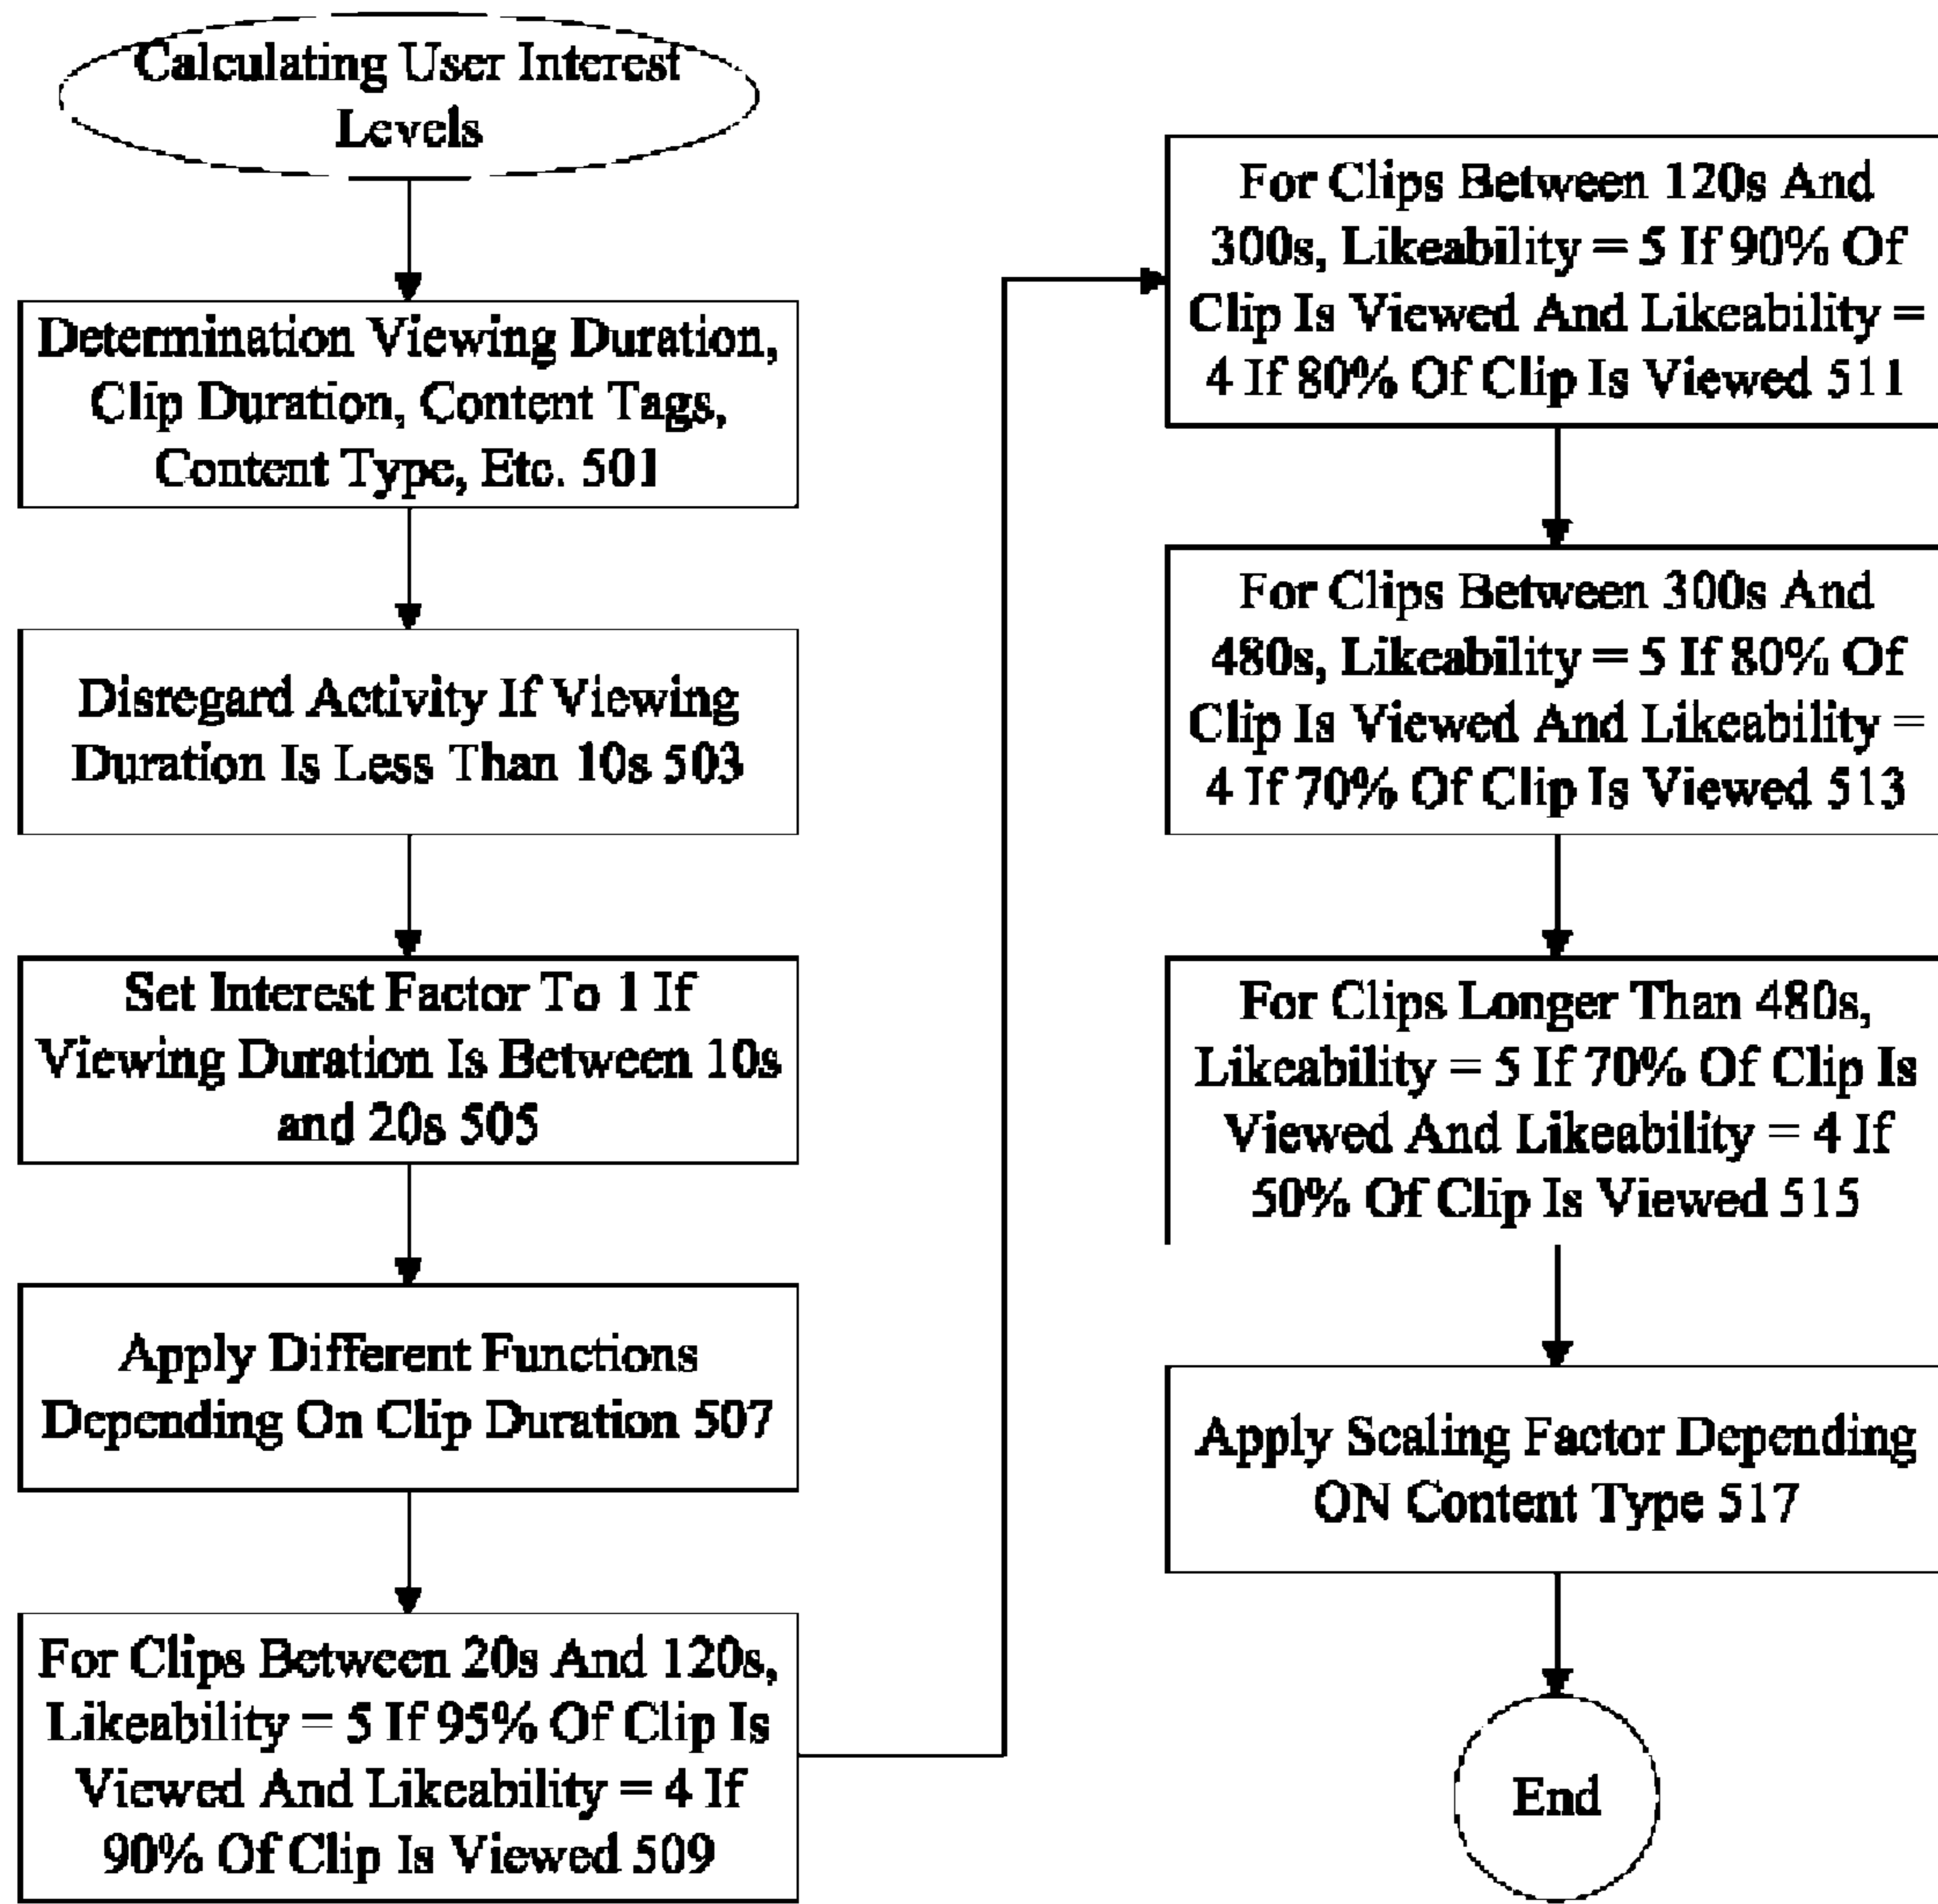 Calculating User Interest
Levels
Determination Viewing Duration,
Clip Duration, Content Tags,
Content Type, Etc. 501
Disregard Activity If Viewing
Duration Is Less Than 10s 503
Set Interest Factor To 1 If
Viewing Duration Is Between 10s
and 20s 505
Apply Different Functions
Depending On Clip Duration 507
For Clips Between 20s And 120s,
Likeability = 5 If 95% Of Clip Is
Viewed And Likeability = 4 If
90% Of Clip Is Viewed 509
For Clips Between 120s And
300s, Likeability = 5 If 90% Of
Clip Is Viewed And Likeability =
4 If 80% Of Clip Is Viewed 511
For Clips Between 300s And
480s, Likeability = 5 If 80% Of
Clip Is Viewed And Likeability =
4 If 70% Of Clip Is Viewed 513
For Clips Longer Than 480s,
Likeability = 5 If 70% Of Clip Is
Viewed And Likeability = 4 If
50% Of Clip Is Viewed 515
Apply Scaling Factor Depending
ON Content Type 517
End